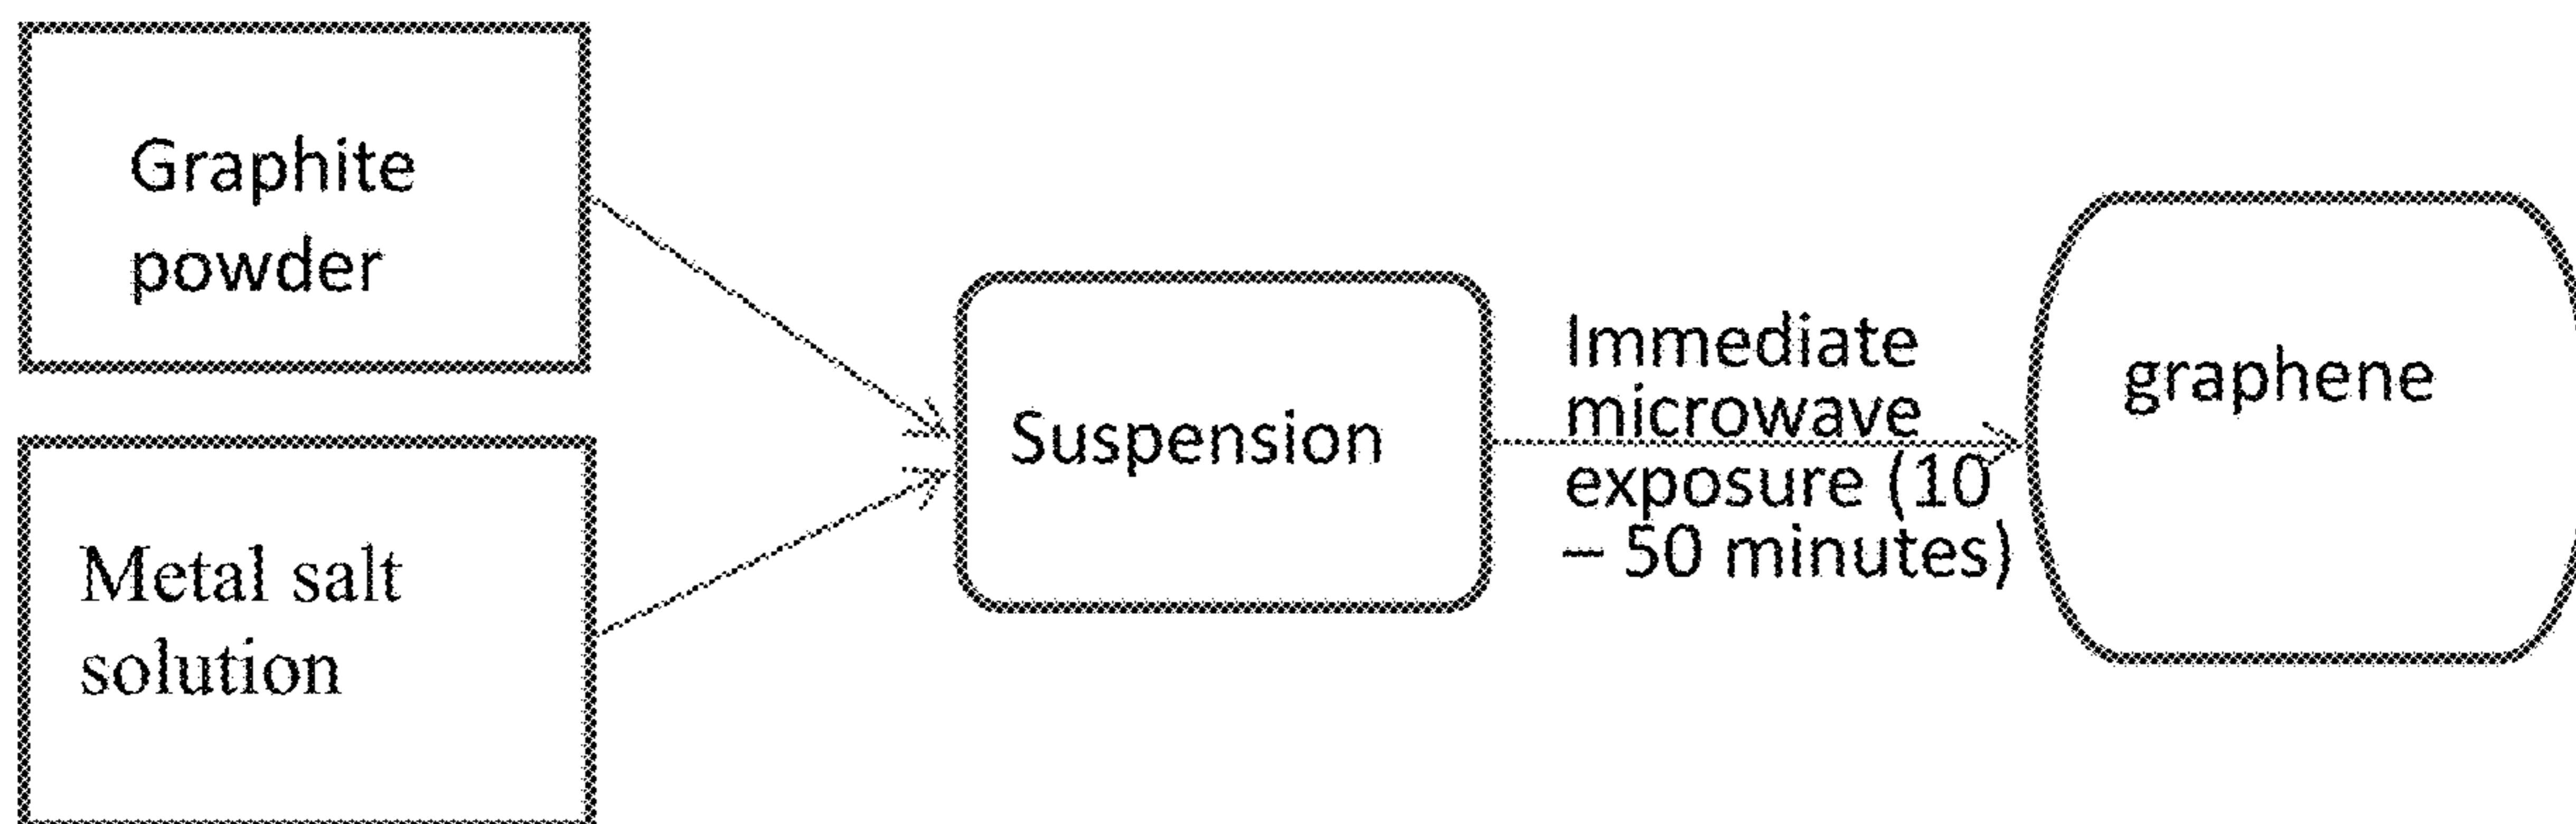 Graphite
powder
Metal salt
solution
Suspension
Immediate
microwave
exposure (10
– 50 minutes)
graphene